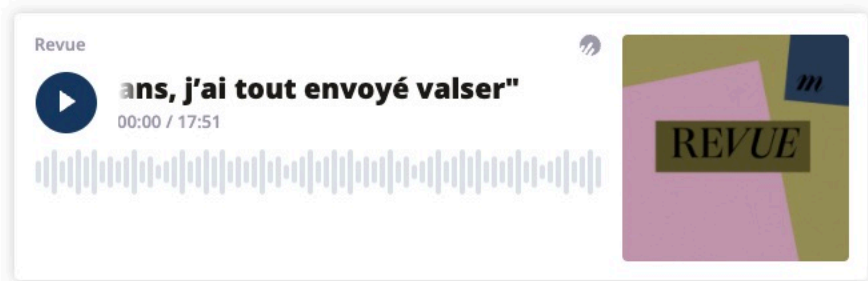 Revue
ans, j’ai tout envoyé valser"
00:00 / 17:51
m
REVUE